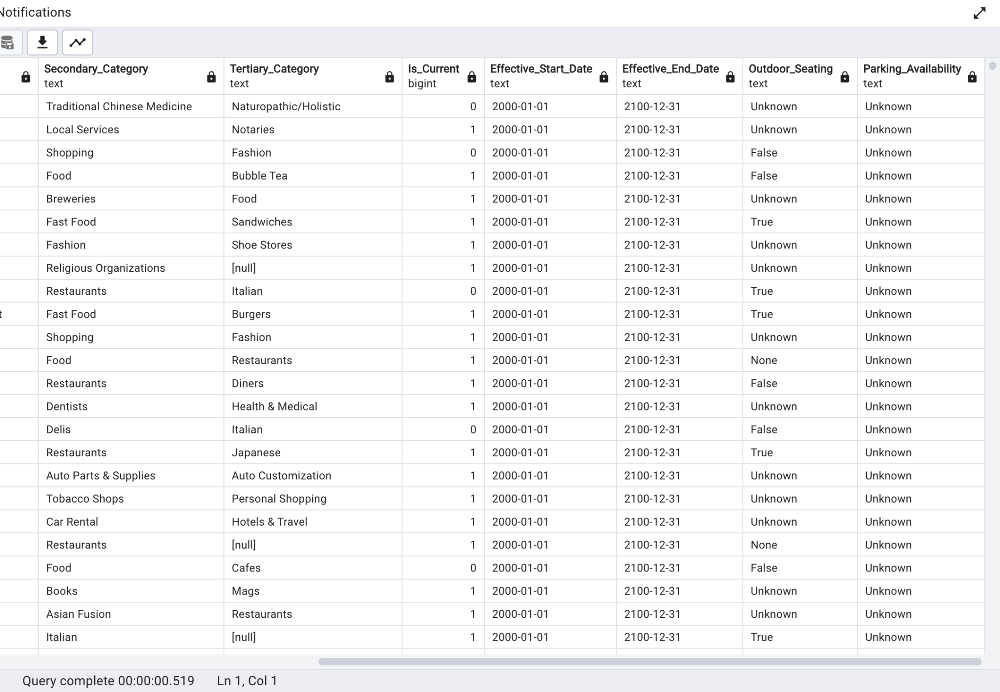 Notifications
Secondary_Category Tertiary_Category Is_Current Effective_Start_Date Effective_End_Date Outdoor_Seating Parking_Availability
text text bigint text text text text
Traditional Chinese Medicine Naturopathic/Holistic 0 2000-01-01 2100-12-31 Unknown Unknown
Local Services Notaries 1 2000-01-01 2100-12-31 Unknown Unknown
Shopping Fashion 0 2000-01-01 2100-12-31 False Unknown
Food Bubble Tea 1 2000-01-01 2100-12-31 False Unknown
Breweries Food 1 2000-01-01 2100-12-31 Unknown Unknown
Fast Food Sandwiches 1 2000-01-01 2100-12-31 True Unknown
Fashion Shoe Stores 1 2000-01-01 2100-12-31 Unknown Unknown
Religious Organizations [null] 1 2000-01-01 2100-12-31 Unknown Unknown
Restaurants Italian 0 2000-01-01 2100-12-31 True Unknown
t Fast Food Burgers 1 2000-01-01 2100-12-31 True Unknown
Shopping Fashion 1 2000-01-01 2100-12-31 Unknown Unknown
Food Restaurants 1 2000-01-01 2100-12-31 None Unknown
Restaurants Diners 1 2000-01-01 2100-12-31 False Unknown
Dentists Health & Medical 1 2000-01-01 2100-12-31 Unknown Unknown
Delis Italian 0 2000-01-01 2100-12-31 False Unknown
Restaurants Japanese 1 2000-01-01 2100-12-31 True Unknown
Auto Parts & Supplies Auto Customization 1 2000-01-01 2100-12-31 Unknown Unknown
Tobacco Shops Personal Shopping 1 2000-01-01 2100-12-31 Unknown Unknown
Car Rental Hotels & Travel 1 2000-01-01 2100-12-31 Unknown Unknown
Restaurants [null] 1 2000-01-01 2100-12-31 None Unknown
Food Cafes 0 2000-01-01 2100-12-31 False Unknown
Books Mags 1 2000-01-01 2100-12-31 Unknown Unknown
Asian Fusion Restaurants 1 2000-01-01 2100-12-31 Unknown Unknown
Italian [null] 1 2000-01-01 2100-12-31 True Unknown
Query complete 00:00:00.519 Ln 1, Col 1